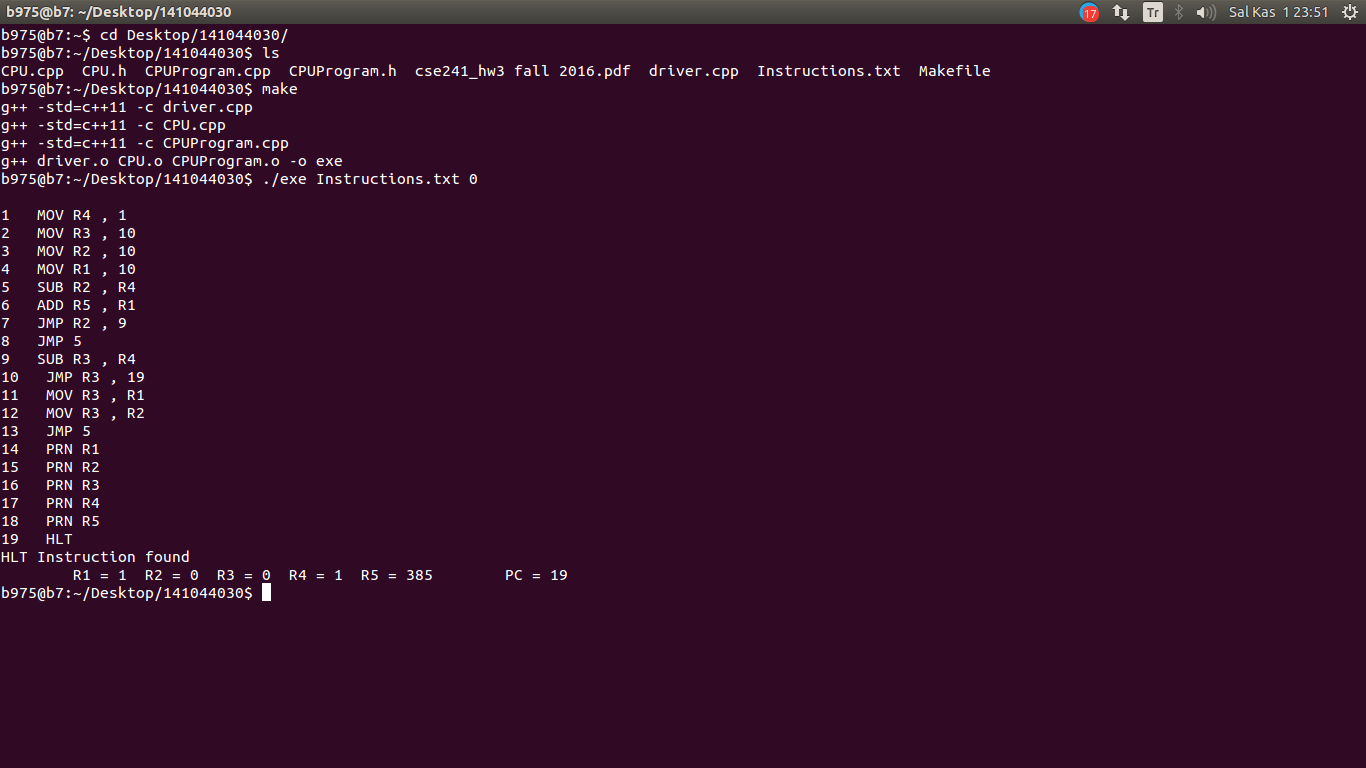 b975@b7: ~/Desktop/141044030
17 Tr Sal Kas 1 23:51
b975@b7:~$ cd Desktop/141044030/
b975@b7:~/Desktop/141044030$ ls
CPU.cpp  CPU.h  CPUProgram.cpp  CPUProgram.h  cse241_hw3 fall 2016.pdf  driver.cpp  Instructions.txt  Makefile
b975@b7:~/Desktop/141044030$ make
g++ -std=c++11 -c driver.cpp
g++ -std=c++11 -c CPU.cpp
g++ -std=c++11 -c CPUProgram.cpp
g++ driver.o CPU.o CPUProgram.o -o exe
b975@b7:~/Desktop/141044030$ ./exe Instructions.txt 0
1   MOV R4 , 1
2   MOV R3 , 10
3   MOV R2 , 10
4   MOV R1 , 10
5   SUB R2 , R4
6   ADD R5 , R1
7   JMP R2 , 9
8   JMP 5
9   SUB R3 , R4
10   JMP R3 , 19
11   MOV R3 , R1
12   MOV R3 , R2
13   JMP 5
14   PRN R1
15   PRN R2
16   PRN R3
17   PRN R4
18   PRN R5
19   HLT
HLT Instruction found
        R1 = 1  R2 = 0  R3 = 0  R4 = 1  R5 = 385        PC = 19
b975@b7:~/Desktop/141044030$